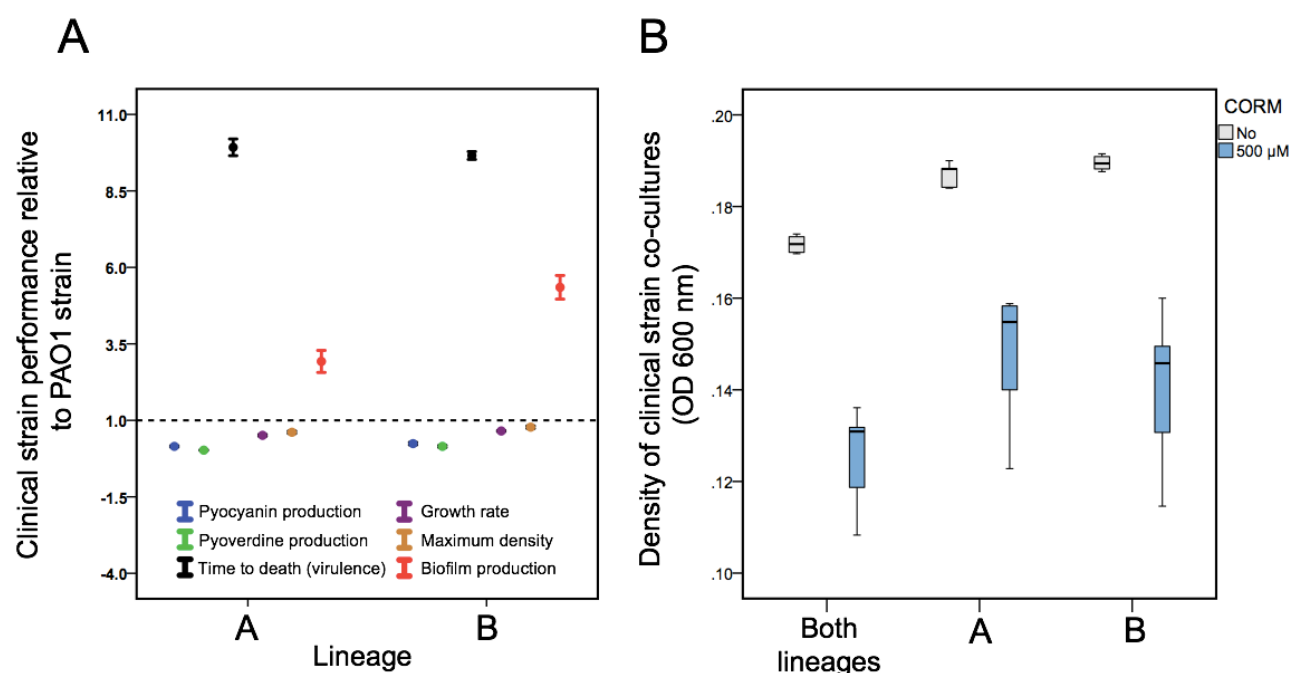 A
Clinical strain performance relative
to PAO1 strain
11.0
8.5
6.0
3.5
1.0
-1.5
-4.0
Pyocyanin production
Pyoverdine production
Time to death (virulence)
Growth rate
Maximum density
Biofilm production
A
B
Lineage
B
Density of clinical strain co-cultures
(OD 600 nm)
.20
.18
.16
.14
.12
.10
CORM
No
500 µM
Both
lineages
A
B